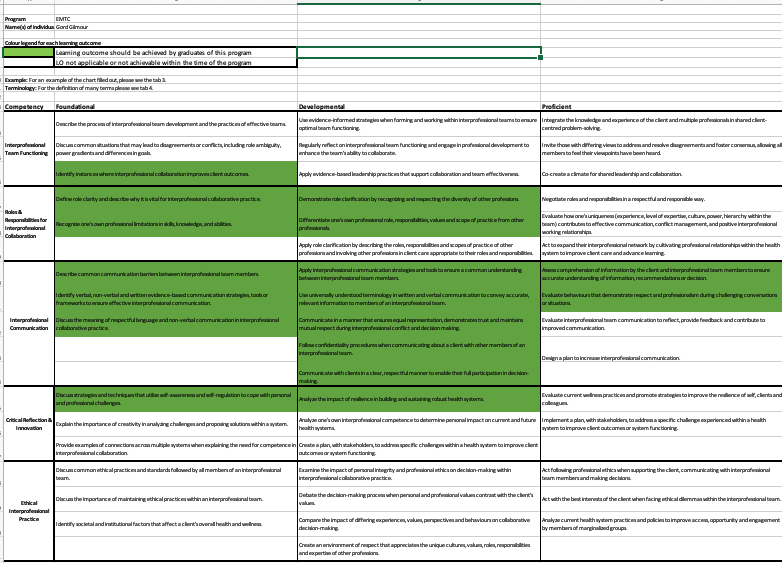 Program EMTC
Name(s) of individua Gord Gilmour
Colour legend for each learning outcome
Learning outcome should be achieved by graduates of this program
LO not applicable or not achievable within the time of the program
Example: For an example of the chart filled out, please see the tab 3.
Terminology: For the definition of many terms please see tab 4.
Competency Foundational Developmental Proficient
Interprofessional
Team Functioning
Describe the process of interprofessional team development and the practices of effective teams.
Use evidence-informed strategies when forming and working within interprofessional teams to ensure
optimal team functioning.
Integrate the knowledge and experience of the client and multiple professionals in shared client-
centred problem-solving.
Discuss common situations that may lead to disagreements or conflicts, including role ambiguity,
power gradients and differences in goals.
Regularly reflect on interprofessional team functioning and engage in professional development to
enhance the team's ability to collaborate.
Invite those with differing views to address and resolve disagreements and foster consensus, allowing all
members to feel their viewpoints have been heard.
Identify instances where interprofessional collaboration improves client outcomes.
Apply evidence-based leadership practices that support collaboration and team effectiveness.
Co-create a climate for shared leadership and collaboration.
Roles &
Responsibilities for
Interprofessional
Collaboration
Define role clarity and describe why it is vital for interprofessional collaborative practice.
Demonstrate role clarification by recognizing and respecting the diversity of other professions.
Negotiate roles and responsibilities in a respectful and responsible way.
Recognize one's own professional limitations in skills, knowledge, and abilities.
Differentiate one's own professional role, responsibilities, values and scope of practice from other
professionals.
Evaluate how one's uniqueness (experience, level of expertise, culture, power, hierarchy within the
team) contributes to effective communication, conflict management, and positive interprofessional
working relationships.
Apply role clarification by describing the roles, responsibilities and scopes of practice of other
professions and involving other professions in client care appropriate to their roles and responsibilities.
Act to expand their interprofessional network by cultivating professional relationships within the health
system to improve client care and advance learning.
Interprofessional
Communication
Describe common communication barriers between interprofessional team members.
Apply interprofessional communication strategies and tools to ensure a common understanding
between interprofessional team members.
Assess comprehension of information by the client and interprofessional team members to ensure
accurate understanding of information, recommendations or decision.
Identify verbal, non-verbal and written evidence-based communication strategies, tools or
frameworks to ensure effective interprofessional communication.
Use universally understood terminology in written and verbal communication to convey accurate,
relevant information to members of an interprofessional team.
Evaluate behaviours that demonstrate respect and professionalism during challenging conversations
or situations.
Discuss the meaning of respectful language and non-verbal communication in interprofessional
collaborative practice.
Communicate in a manner that ensures equal representation, demonstrates trust and maintains
mutual respect during interprofessional conflict and decision making.
Evaluate interprofessional team communication to reflect, provide feedback and contribute to
improved communication.
Follow confidentiality procedures when communicating about a client with other members of an
interprofessional team.
Design a plan to increase interprofessional communication.
Communicate with clients in a clear, respectful manner to enable their full participation in decision-
making.
Critical Reflection &
Innovation
Discuss strategies and techniques that utilize self-awareness and self-regulation to cope with personal
and professional challenges.
Analyze the impact of resilience in building and sustaining robust health systems.
Evaluate current wellness practices and promote strategies to improve the resilience of self, clients and
colleagues.
Explain the importance of creativity in analyzing challenges and proposing solutions within a system.
Analyze one's own interprofessional competence to determine personal impact on current and future
health systems.
Implement a plan, with stakeholders, to address a specific challenge experienced within a health
system to improve client outcomes or system functioning.
Provide examples of connections across multiple systems when explaining the need for competence in
interprofessional collaboration.
Create a plan, with stakeholders, to address specific challenges within a health system to improve client
outcomes or system functioning.
Ethical
Interprofessional
Practice
Discuss common ethical practices and standards followed by all members of an interprofessional
team.
Examine the impact of personal integrity and professional ethics on decision-making within
interprofessional collaborative practice.
Act following professional ethics when supporting the client, communicating with interprofessional
team members and making decisions.
Discuss the importance of maintaining ethical practices within an interprofessional team.
Debate the decision-making process when personal and professional values contrast with the client's
values.
Act with the best interests of the client when facing ethical dilemmas within the interprofessional team.
Identify societal and institutional factors that affect a client's overall health and wellness.
Compare the impact of differing experiences, values, perspectives and behaviours on collaborative
decision-making.
Analyze current health system practices and policies to improve access, opportunity and engagement
by members of marginalized groups.
Create an environment of respect that appreciates the unique cultures, values, roles, responsibilities
and expertise of other professions.